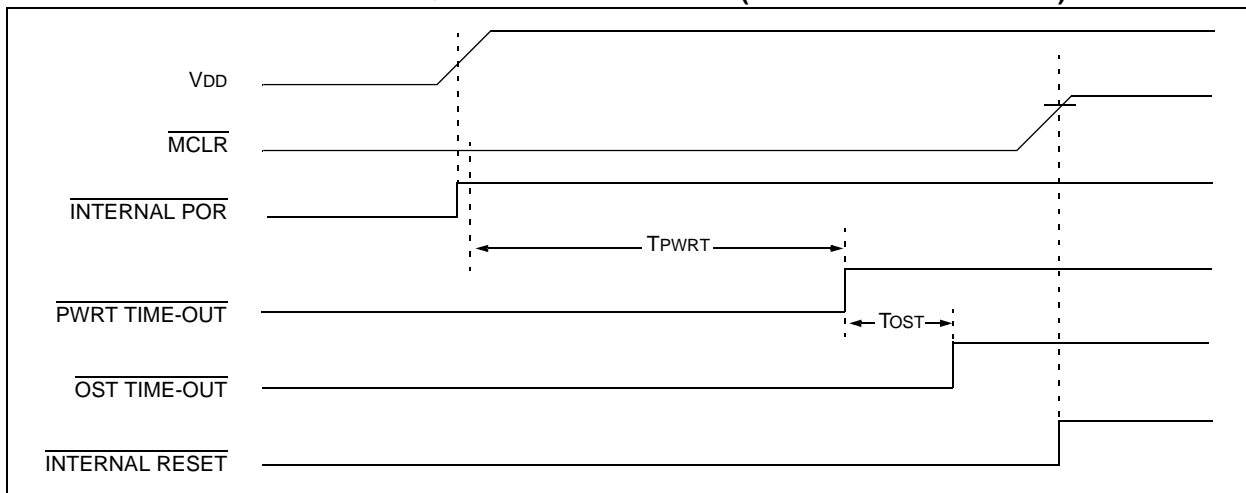 (
)
VDD
MCLR
INTERNAL POR
TPWRT
PWRT TIME-OUT
TOST
OST TIME-OUT
INTERNAL RESET